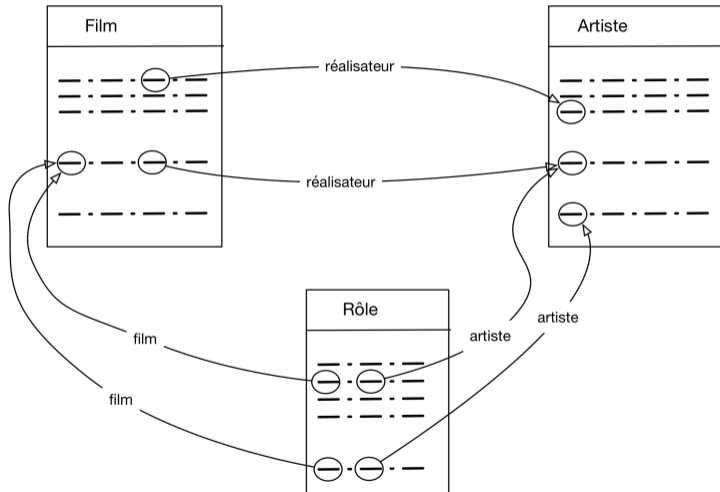 Film
Artiste
réalisateur
réalisateur
Rôle
artiste
artiste
film
film